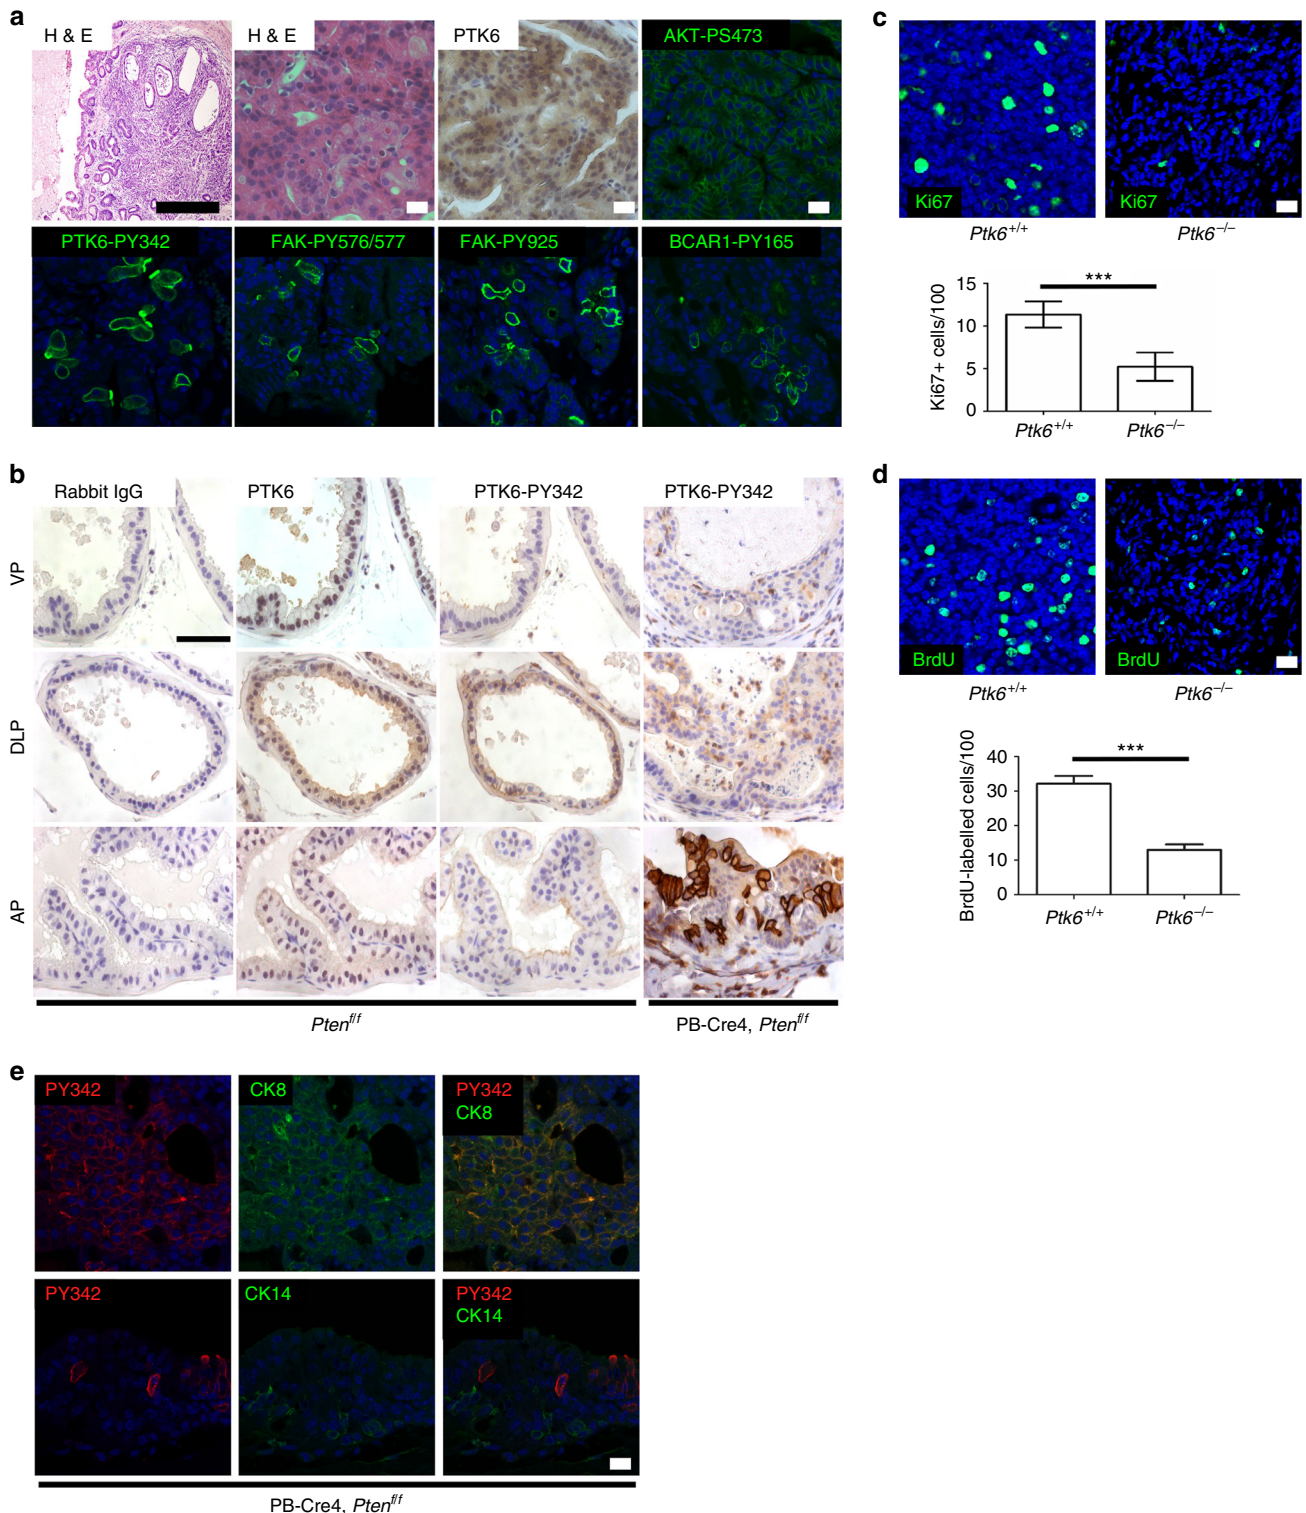 a
H & E
H & E
PTK6
AKT-PS473
PTK6-PY342
FAK-PY576/577
FAK-PY925
BCAR1-PY165
b
Rabbit IgG
PTK6
PTK6-PY342
PTK6-PY342
VP
DLP
AP
Pten^f/f
PB-Cre4, Pten^f/f
c
Ki67
Ki67
Ptk6^+/+
Ptk6^–/–
***
Ki67+ cells/100
15
10
5
0
Ptk6^+/+
Ptk6^–/–
d
BrdU
BrdU
Ptk6^+/+
Ptk6^–/–
***
BrdU-labelled cells/100
40
30
20
10
0
Ptk6^+/+
Ptk6^–/–
e
PY342
CK8
PY342
CK8
PY342
CK14
PY342
CK14
PB-Cre4, Pten^f/f